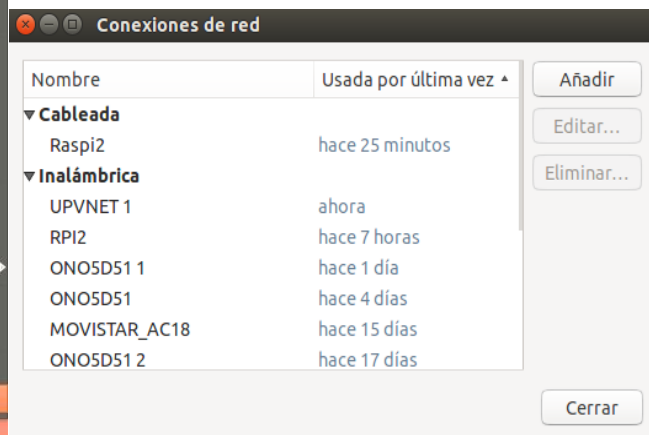 Conexiones de red
Nombre Usada por última vez Añadir
Cableada Editar...
Raspi2 hace 25 minutos
Inalámbrica Eliminar...
UPVNET 1 ahora
RPI2 hace 7 horas
ONO5D51 1 hace 1 día
ONO5D51 hace 4 días
MOVISTAR_AC18 hace 15 días
ONO5D51 2 hace 17 días
Cerrar